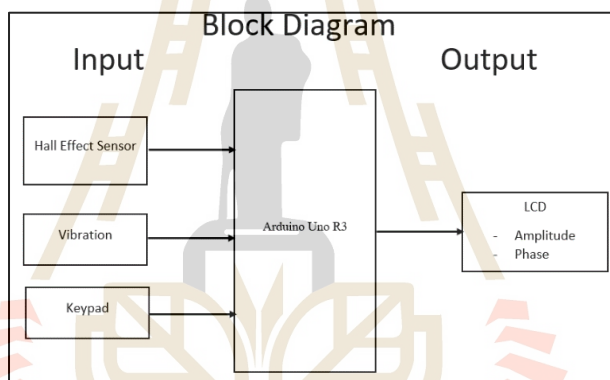 Block Diagram
Input
Output
Hall Effect Sensor
Vibration
Keypad
Arduino Uno R3
LCD
- Amplitude
- Phase